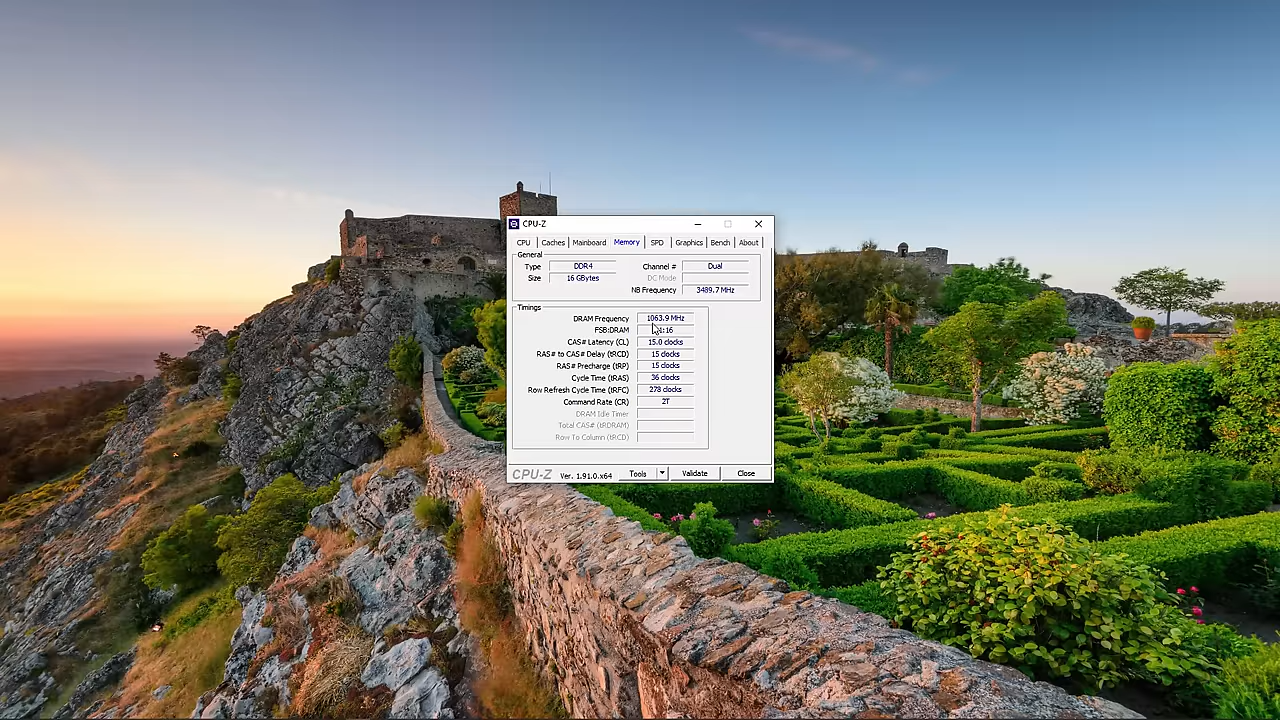 CPU-Z
CPU Caches Mainboard Memory SPD Graphics Bench About
General
Type DDR4 Channel # Dual
Size 16 GBytes DC Mode
NB Frequency 3489.7 MHz
Timings
DRAM Frequency 1063.9 MHz
FSB:DRAM 1:16
CAS# Latency (CL) 15.0 clocks
RAS# to CAS# Delay (tRCD) 15 clocks
RAS# Precharge (tRP) 15 clocks
Cycle Time (tRAS) 36 clocks
Row Refresh Cycle Time (tRFC) 278 clocks
Command Rate (CR) 2T
DRAM Idle Timer
Total CAS# (tRDRAM)
Row To Column (tRCD)
CPU-Z Ver. 1.91.0.x64 Tools Validate Close